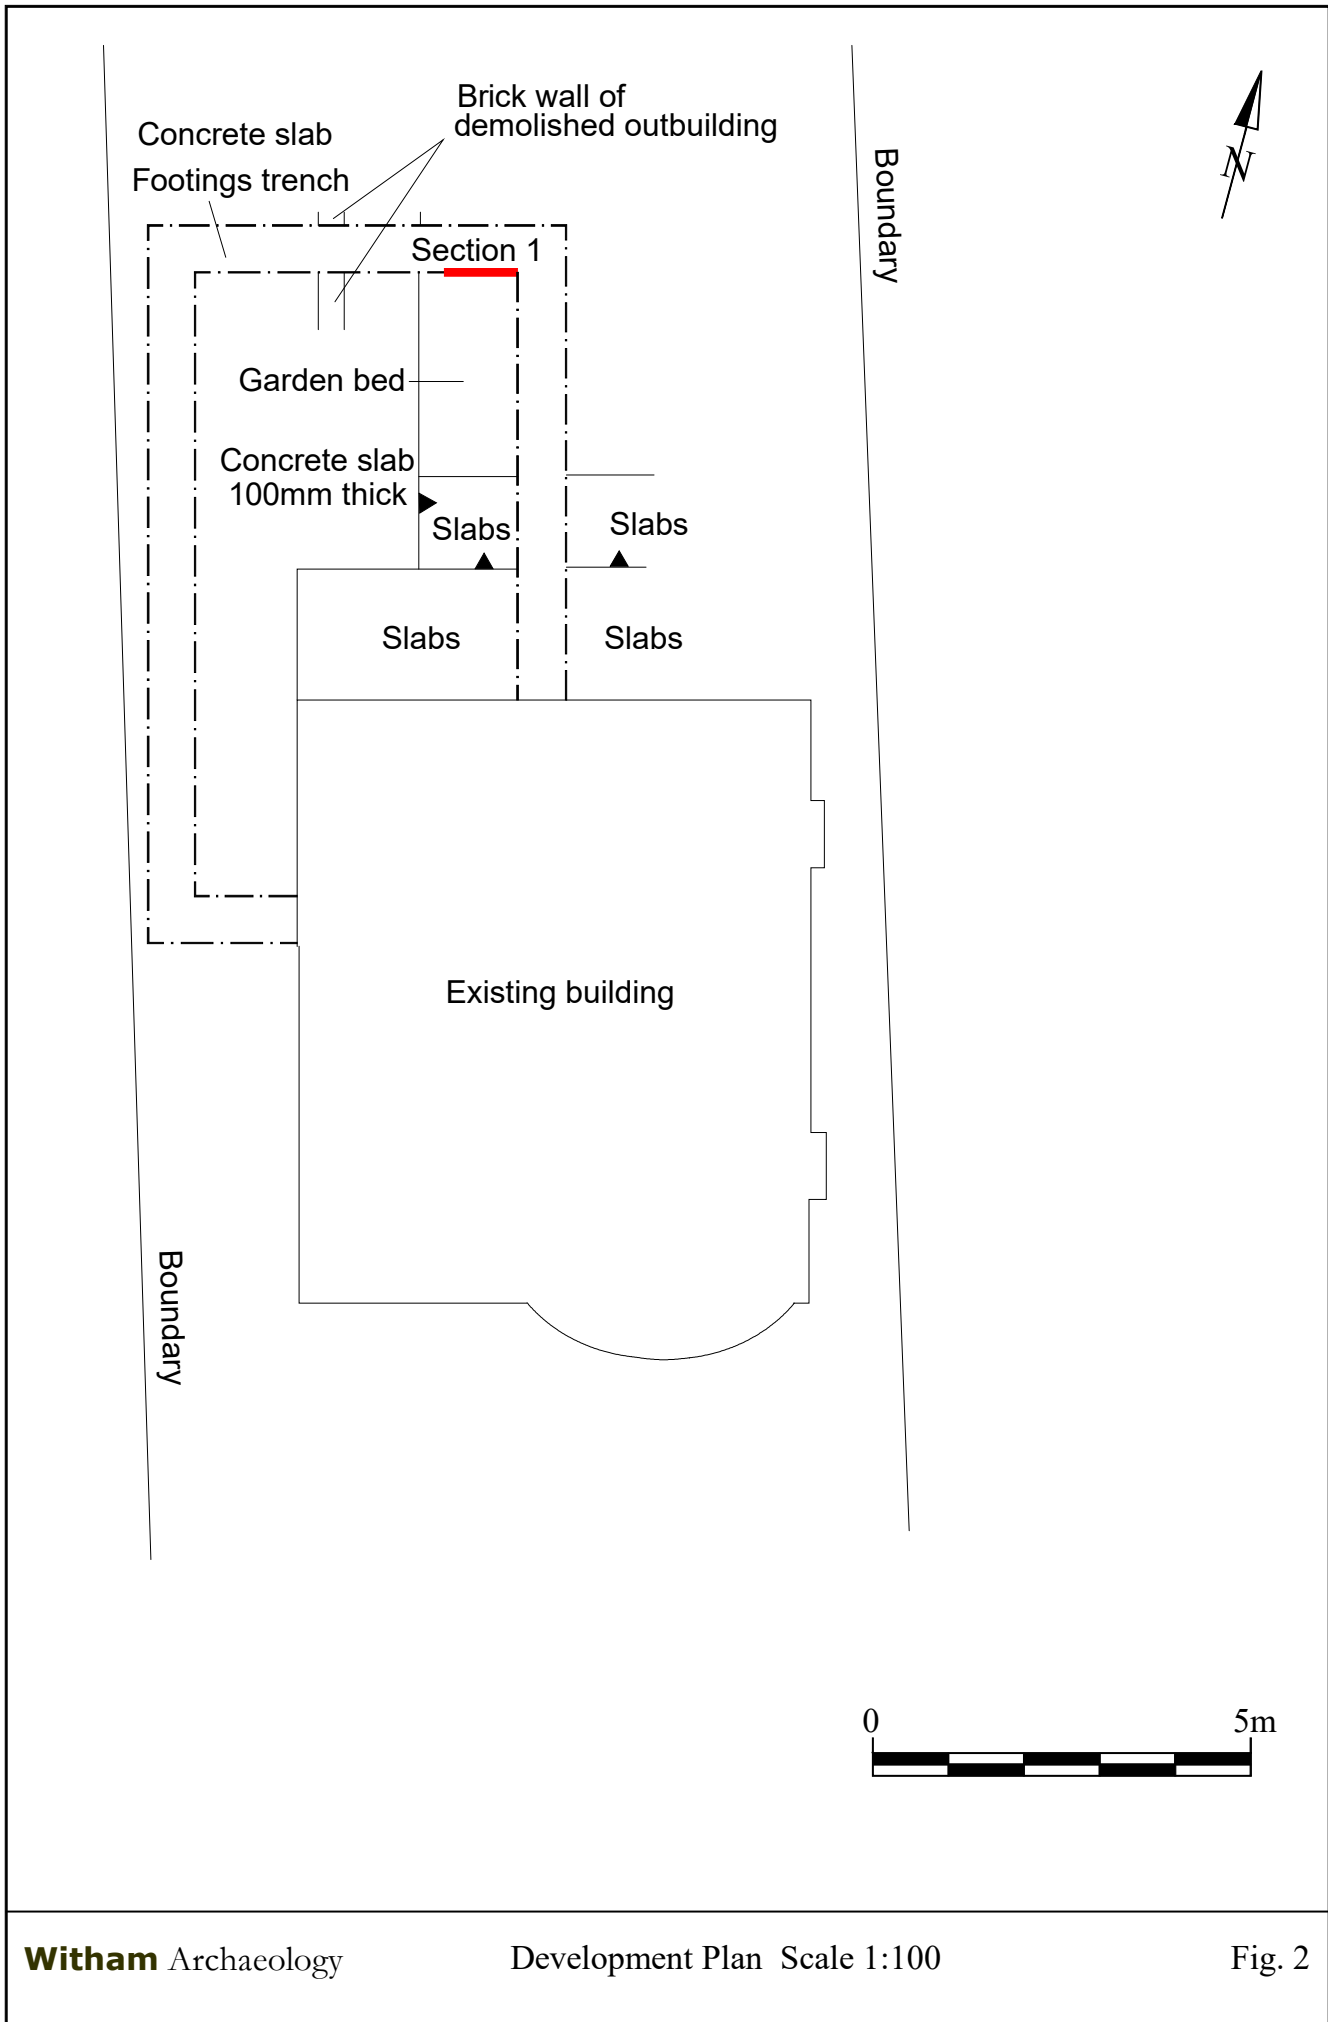 Brick wall of
demolished outbuilding
Concrete slab
Footings trench
N
Boundary
Section 1
Garden bed
Concrete slab
100mm thick
Slabs
Slabs
Slabs
Slabs
Existing building
Boundary
0 5m
Witham Archaeology Development Plan Scale 1:100 Fig. 2